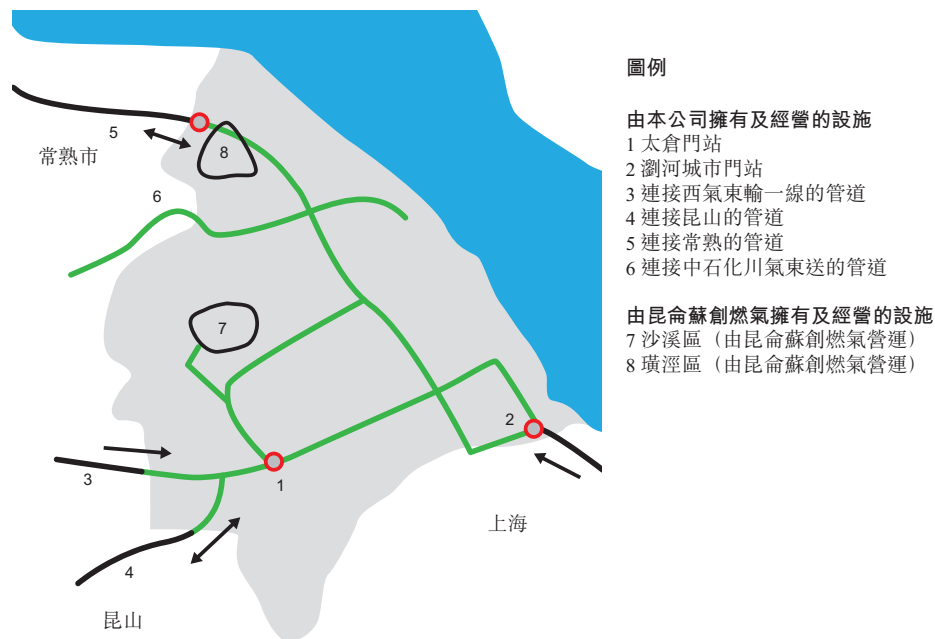 圖例
由本公司擁有及經營的設施
1 太倉門站
2 瀏河城市門站
3 連接西氣東輸一線的管道
4 連接昆山的管道
5 連接常熟的管道
6 連接中石化川氣東送的管道
由昆侖蘇創燃氣擁有及經營的設施
7 沙溪區（由昆侖蘇創燃氣營運）
8 璜涇區（由昆侖蘇創燃氣營運）
5
8
常熟市
6
7
2
3
1
上海
4
昆山